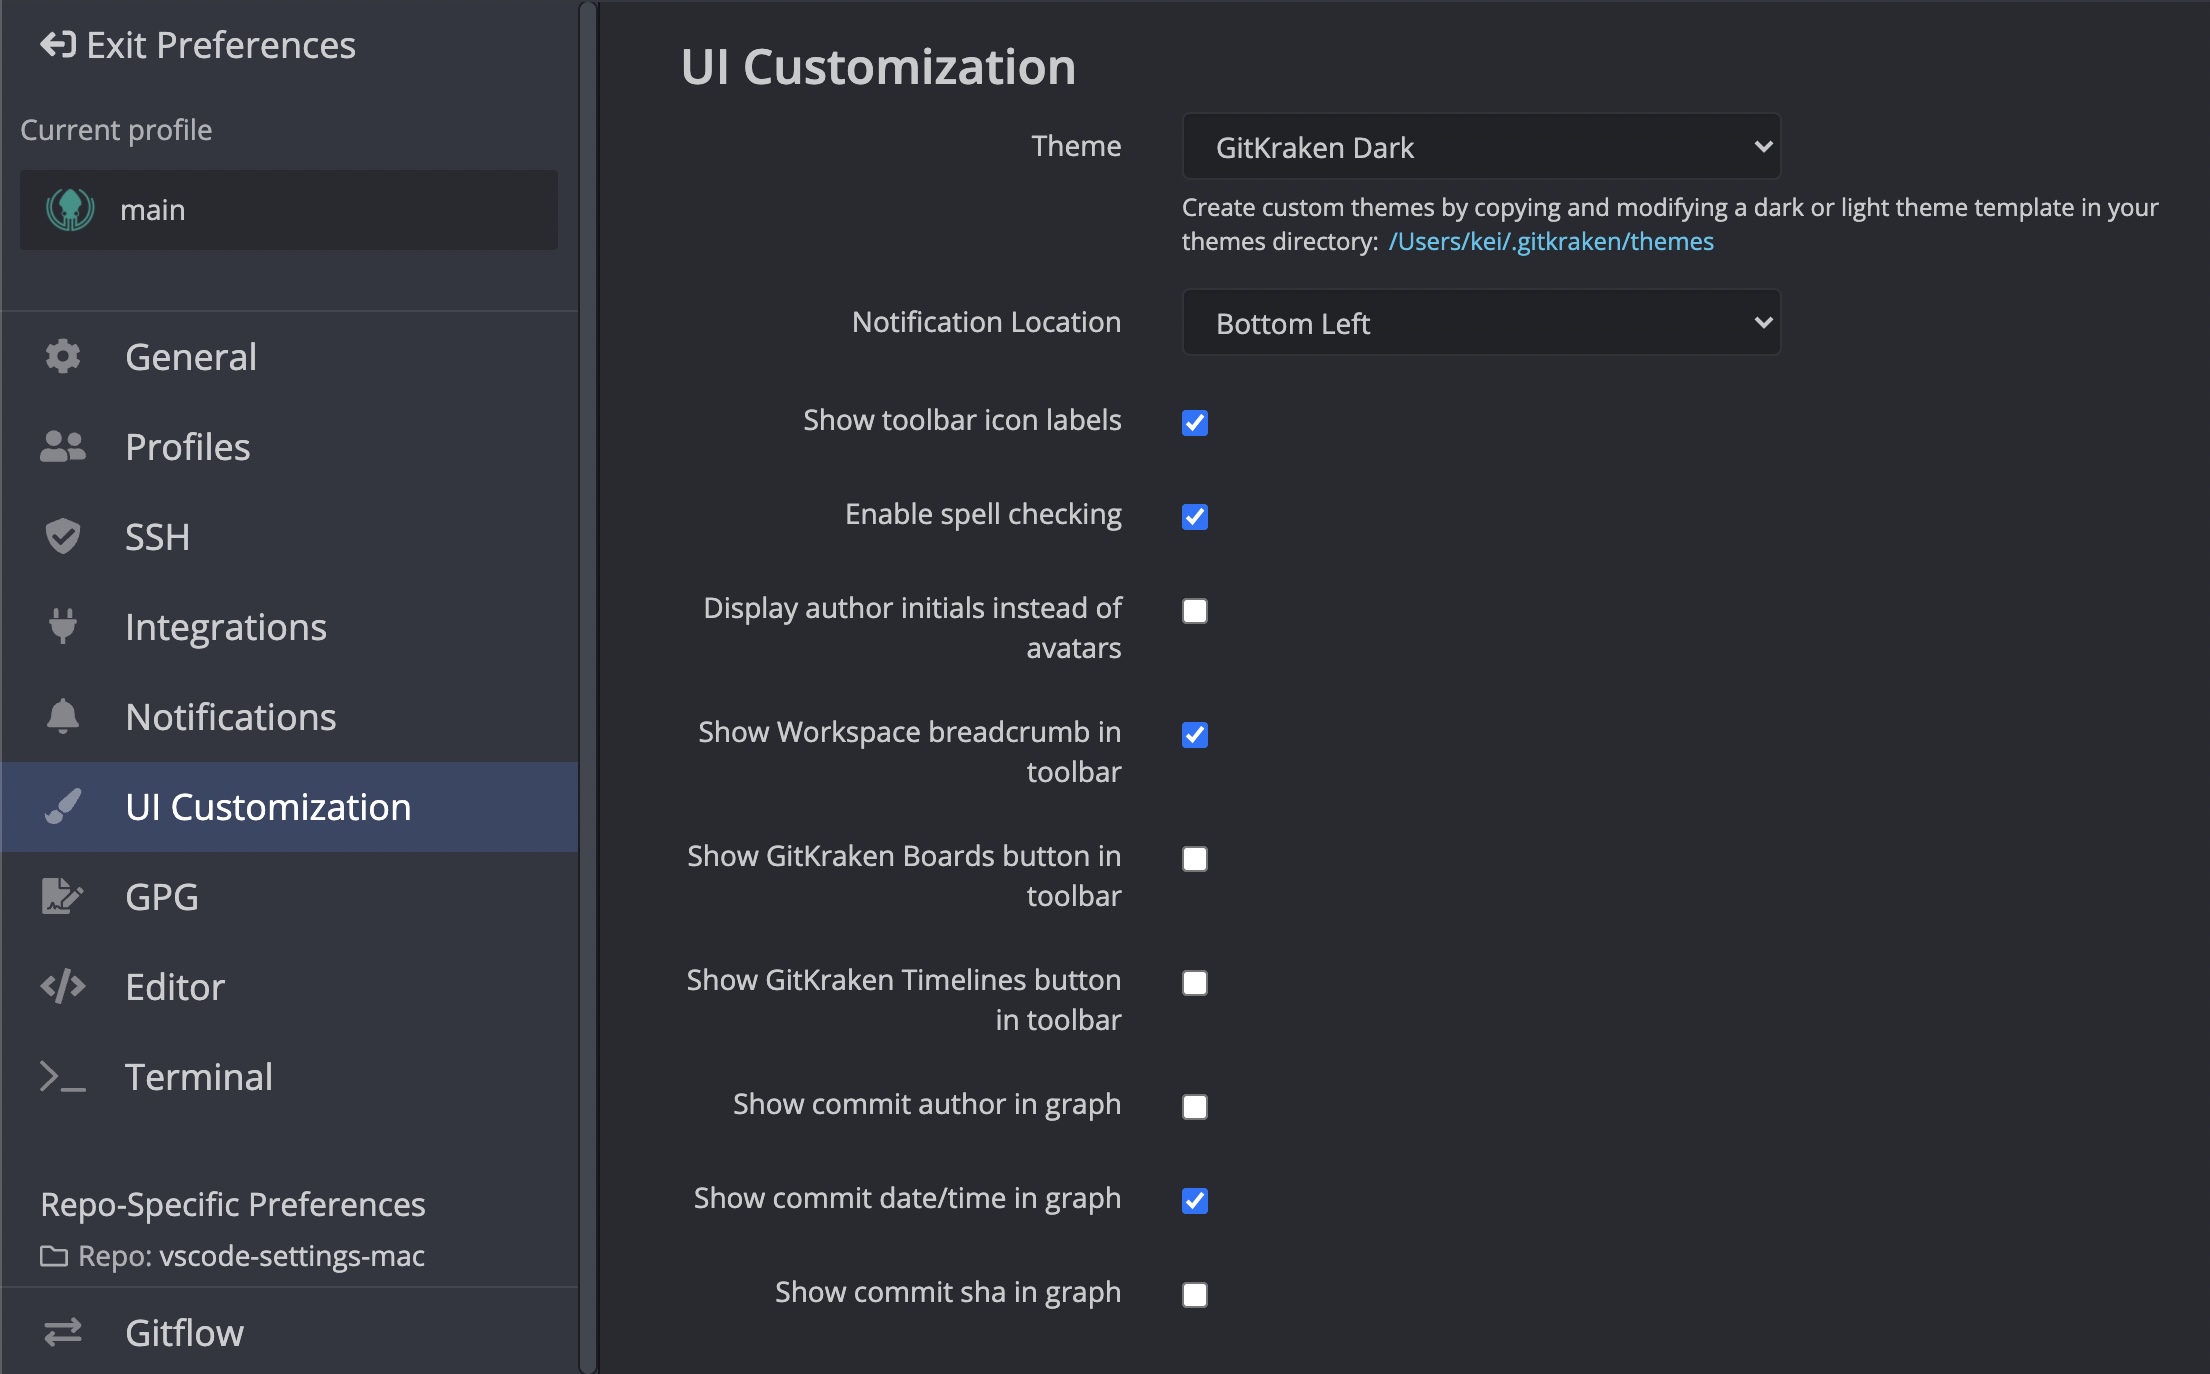 Exit Preferences
Current profile
main
General
Profiles
SSH
Integrations
Notifications
UI Customization
GPG
Editor
Terminal
Repo-Specific Preferences
Repo: vscode-settings-mac
Gitflow
UI Customization
Theme
GitKraken Dark
Create custom themes by copying and modifying a dark or light theme template in your
themes directory: /Users/kei/.gitkraken/themes
Notification Location
Bottom Left
Show toolbar icon labels
Enable spell checking
Display author initials instead of
avatars
Show Workspace breadcrumb in
toolbar
Show GitKraken Boards button in
toolbar
Show GitKraken Timelines button
in toolbar
Show commit author in graph
Show commit date/time in graph
Show commit sha in graph